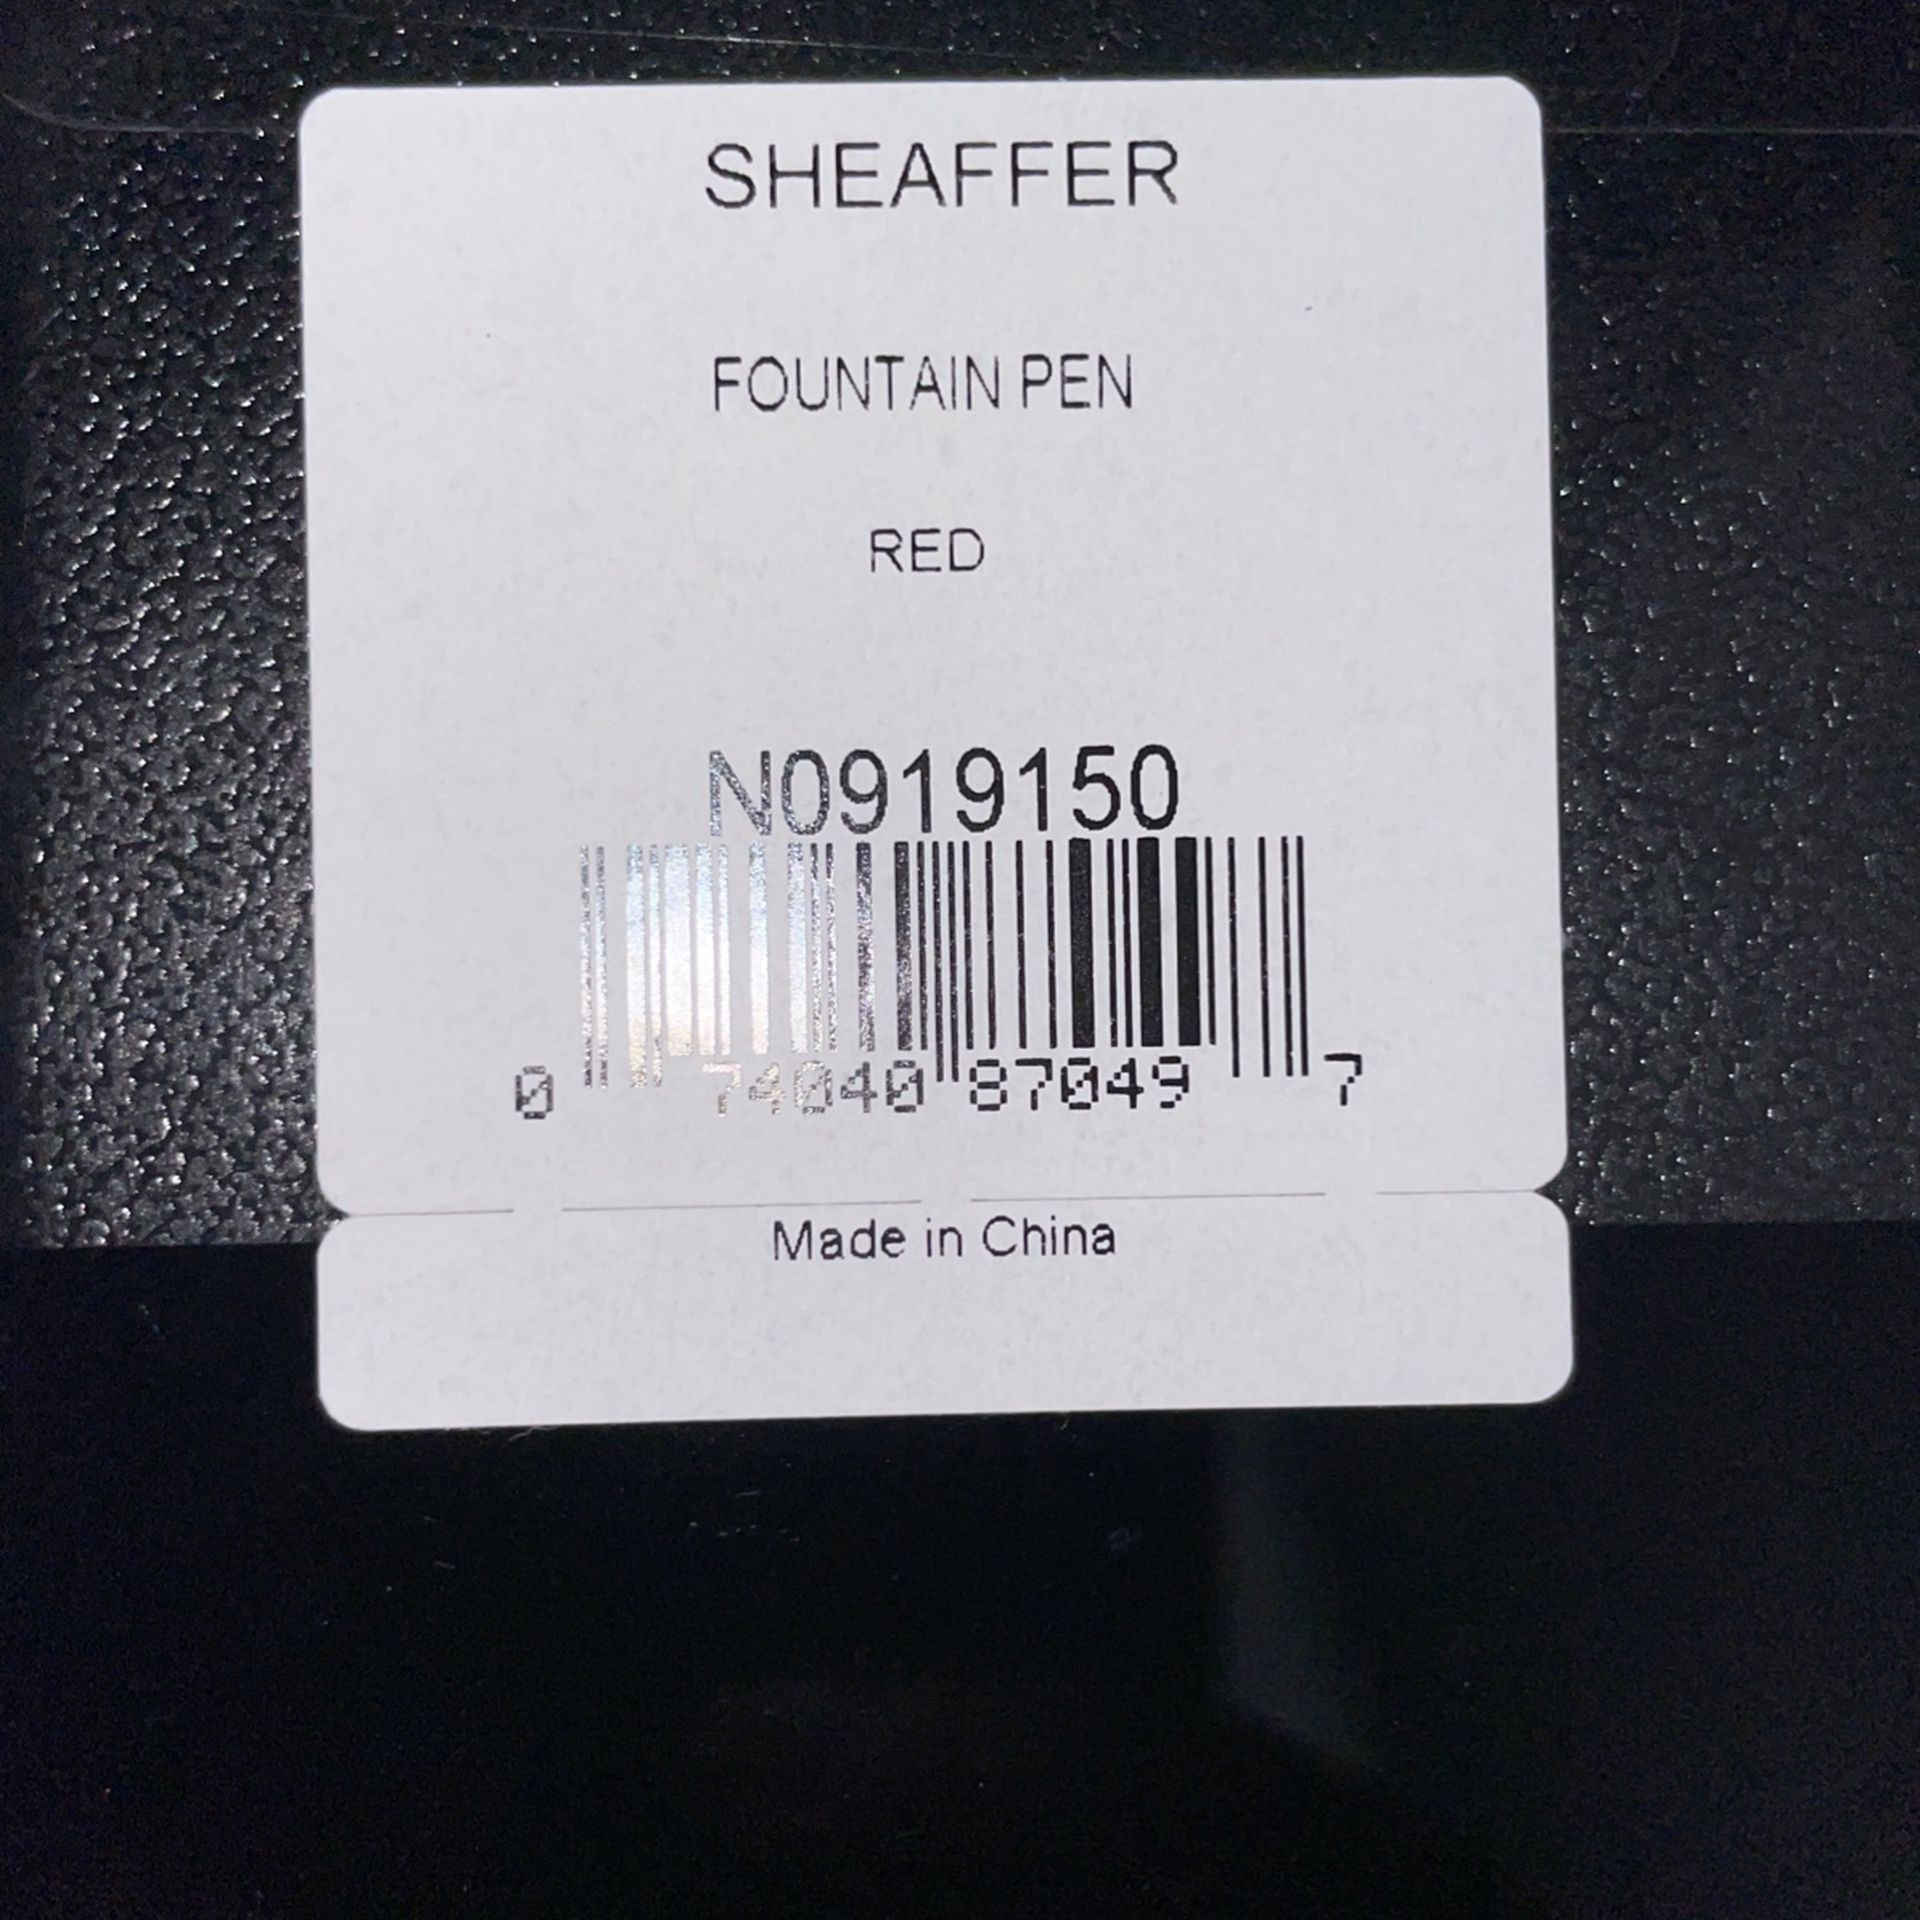 SHEAFFER
FOUNTAIN PEN
RED
N0919150
0 74040 87049 7
Made in China